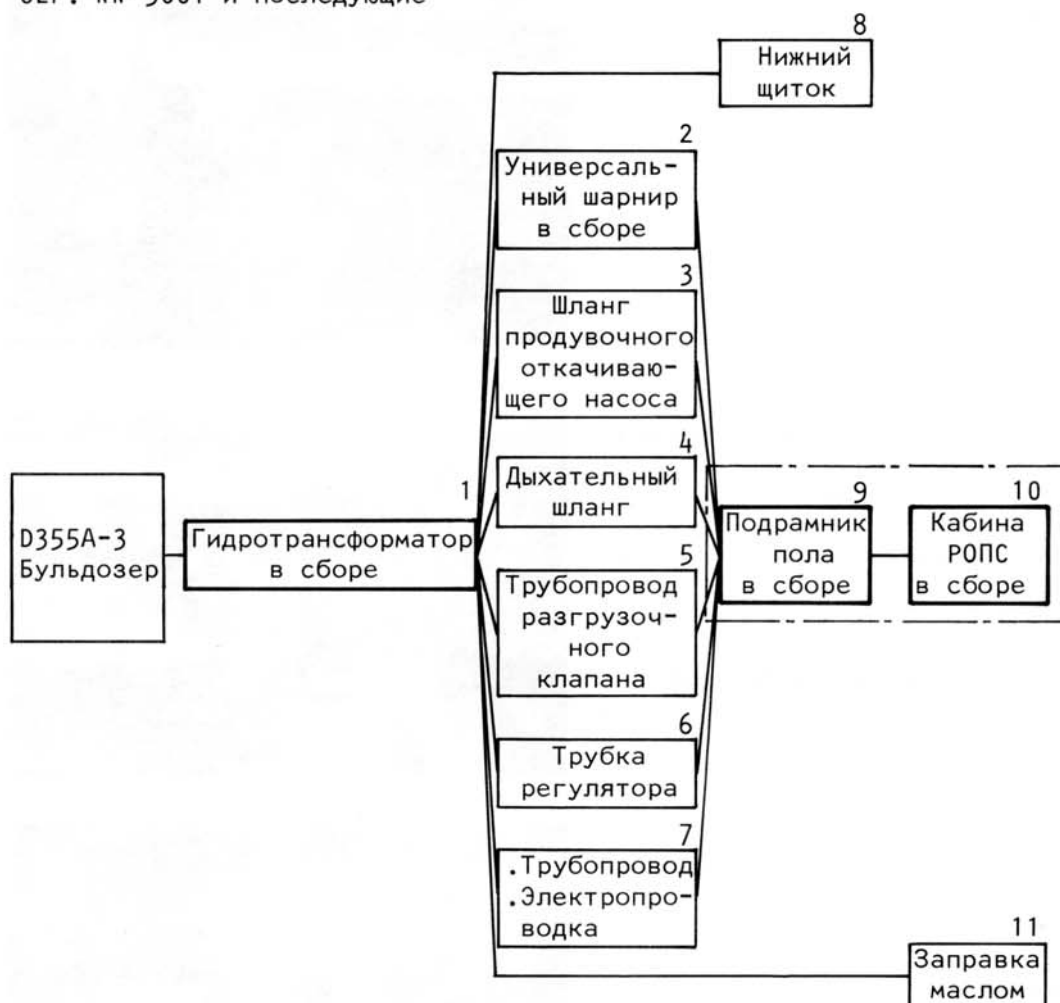 и последующие
8
Нижний
щиток
2
Универсаль-
ный шарнир
в сборе
3
Шланг
продувочного
откачиваю-
щего насоса
4
Дыхательный
шланг
1
Гидротрансформатор
в сборе
D355A-3
Бульдозер
5
Трубопровод
разгрузоч-
ного
клапана
9
Подрамник
пола
в сборе
10
Кабина
РОПС
в сборе
6
Трубка
регулятора
7
.Трубопровод
.Электропро-
водка
11
Заправка
маслом